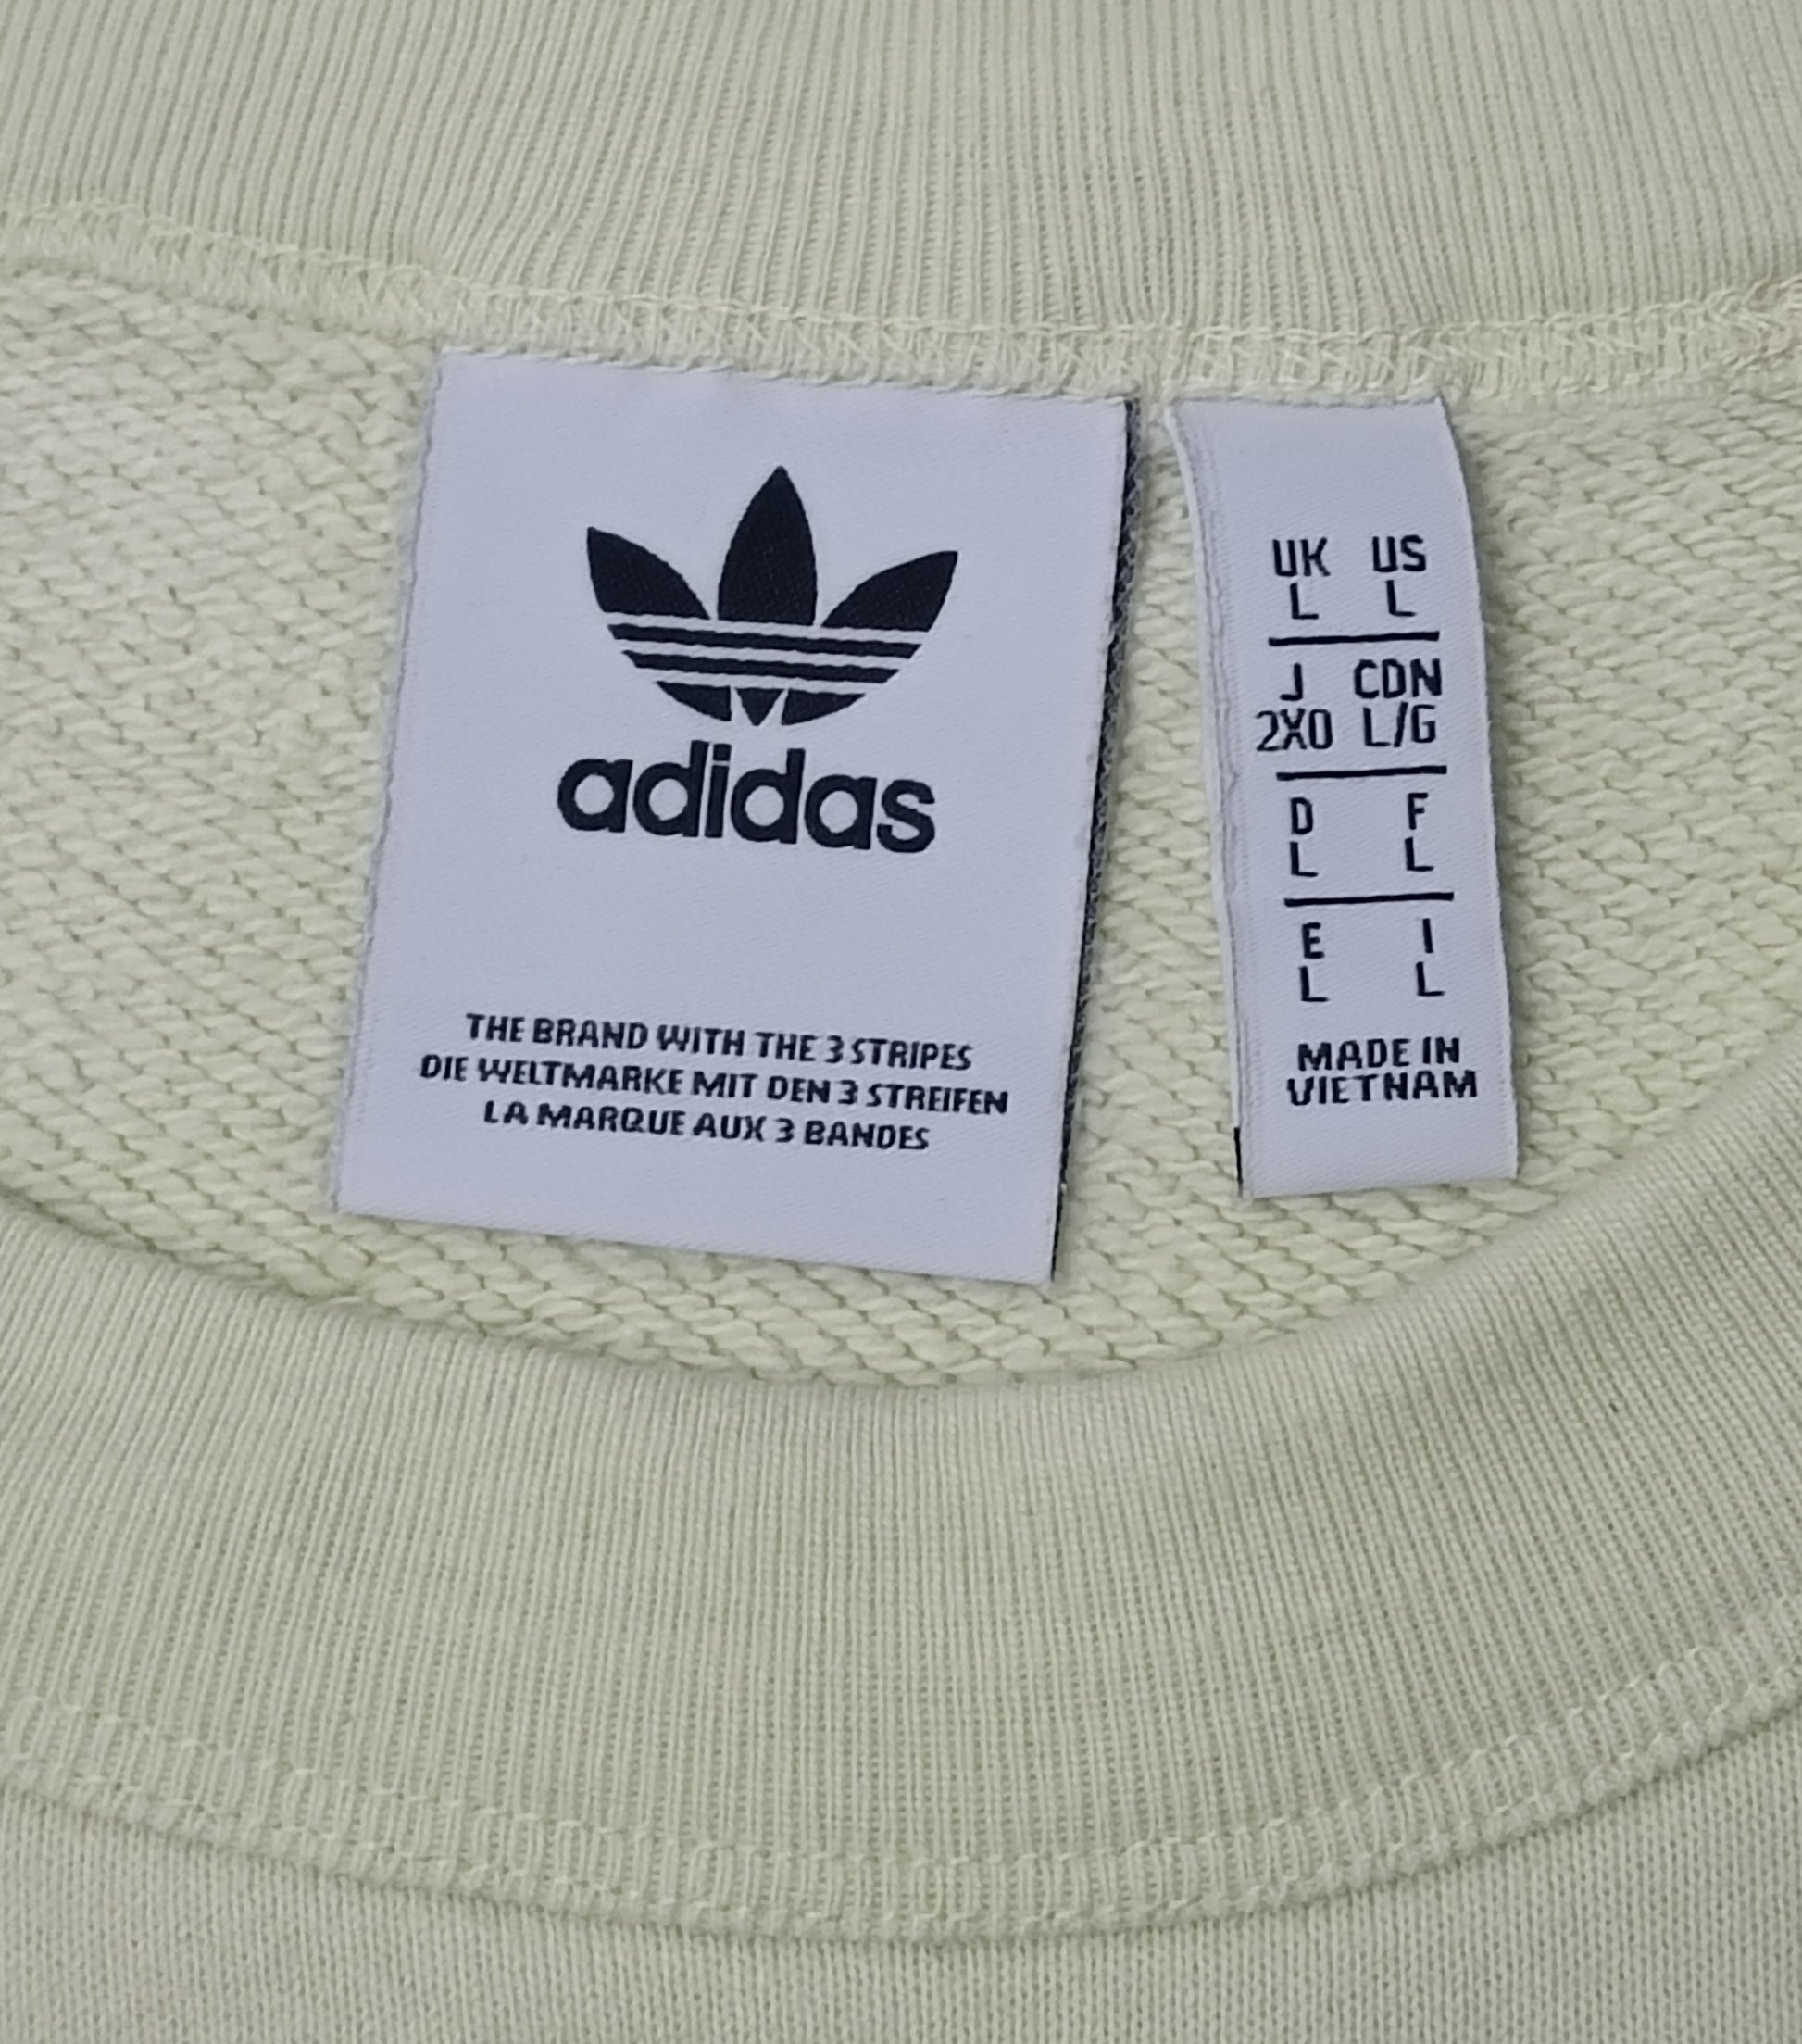 adidas
THE BRAND WITH THE 3 STRIPES
DIE WELTMARKE MIT DEN 3 STREIFEN
LA MARQUE AUX 3 BANDES
UK US
L L
J CDN
2XO L/G
D F
L L
E I
L L
MADE IN
VIETNAM